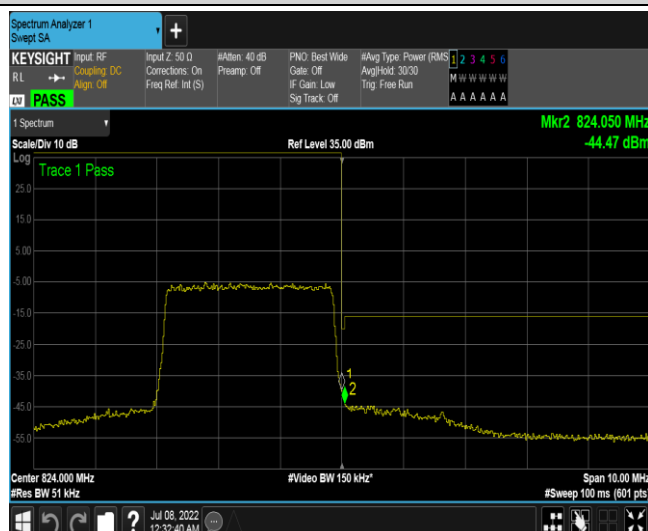 Spectrum Analyzer 1
Swept SA
+
KEYSIGHT Input: RF Input Z: 50 Ω #Atten: 40 dB PNO: Best Wide #Avg Type: Power (RMS 1 2 3 4 5 6
R L Coupling: DC Corrections: On Preamp: Off Gate: Off Avg|Hold: 30/30 M W W W W W
Align: Off Freq Ref: Int (S) IF Gain: Low Trig: Free Run
LXI PASS Sig Track: Off A A A A A A
1 Spectrum Mkr2 824.050 MHz
Scale/Div 10 dB Ref Level 35.00 dBm -44.47 dBm
Log
Trace 1 Pass
25.0
15.0
5.00
-5.00
-15.0
-25.0
-35.0
1
2
-45.0
-55.0
Center 824.000 MHz #Video BW 150 kHz* Span 10.00 MHz
#Res BW 51 kHz #Sweep 100 ms (601 pts)
? Jul 08, 2022
12:32:40 AM